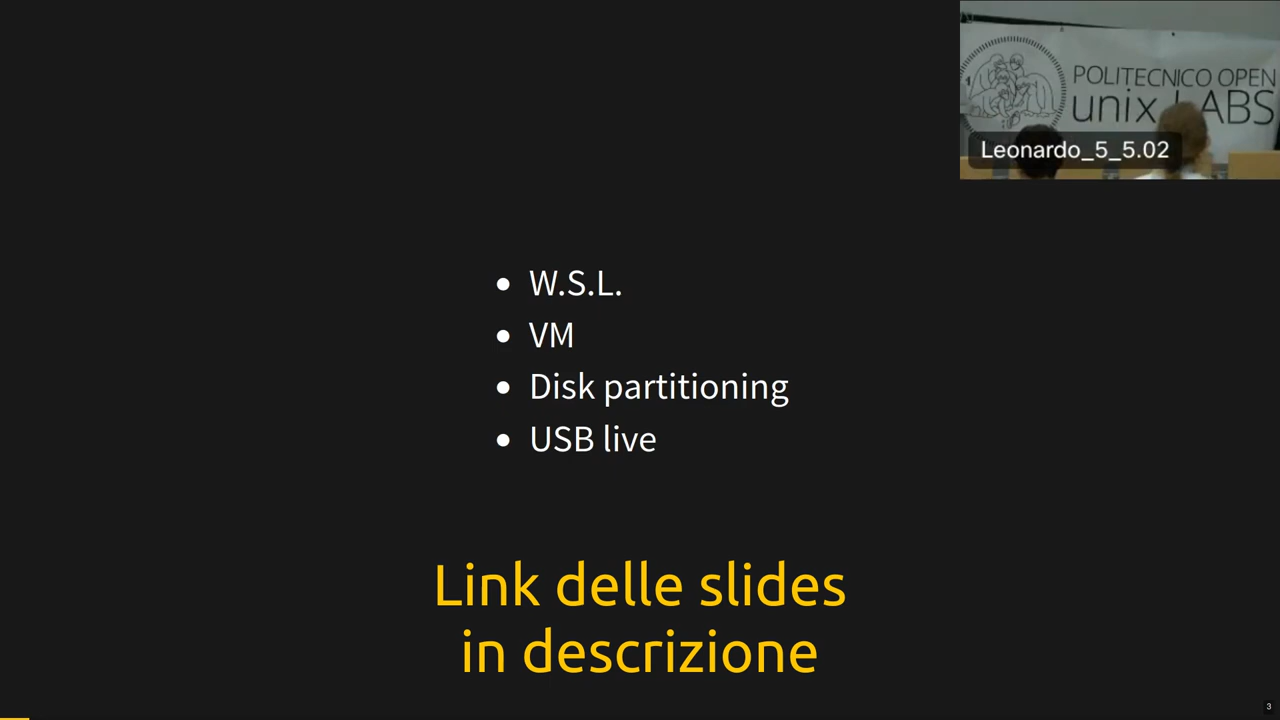 POLITECNICO OPEN
unix LABS
Leonardo_5_5.02
W.S.L.
VM
Disk partitioning
USB live
Link delle slides
in descrizione
3